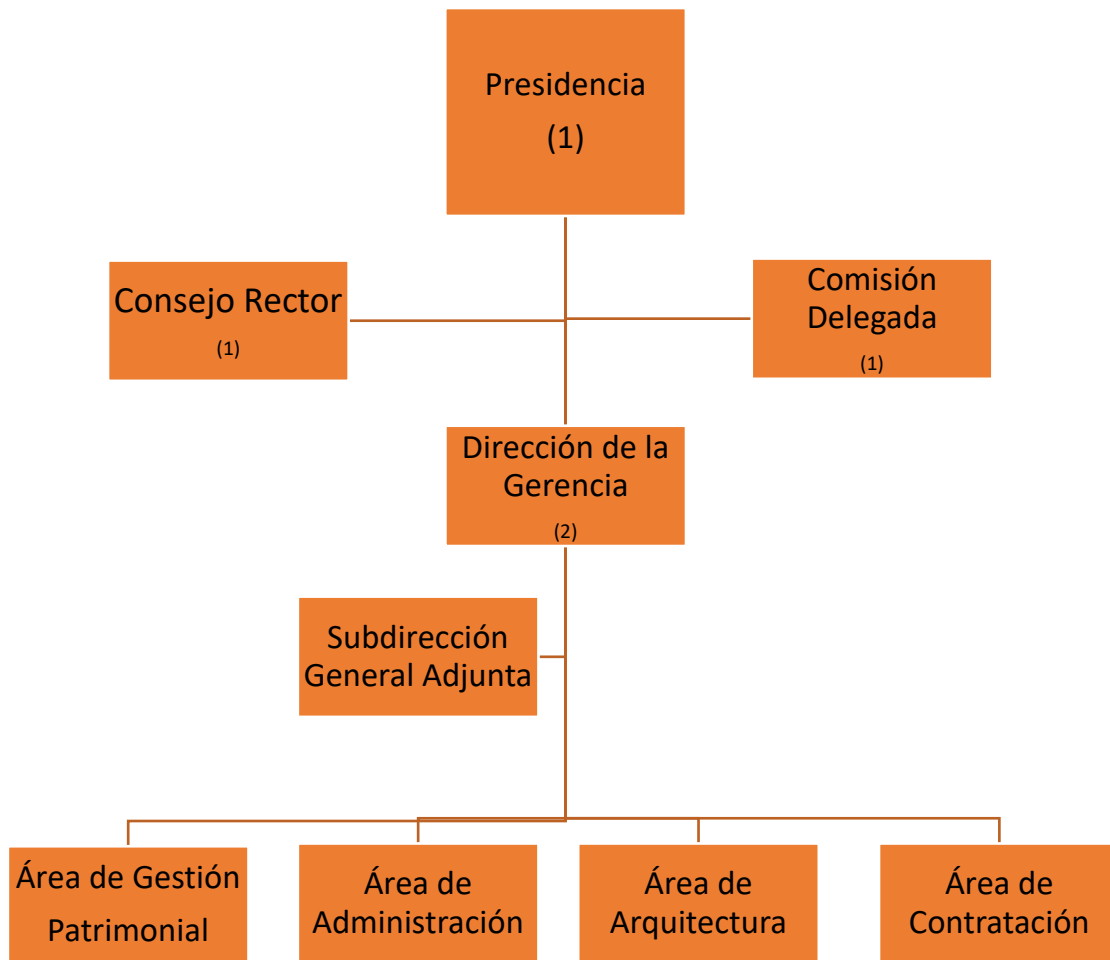 Presidencia
(1)
Consejo Rector
(1)
Comisión
Delegada
(1)
Dirección de la
Gerencia
(2)
Subdirección
General Adjunta
Área de Gestión
Patrimonial
Área de
Administración
Área de
Arquitectura
Área de
Contratación